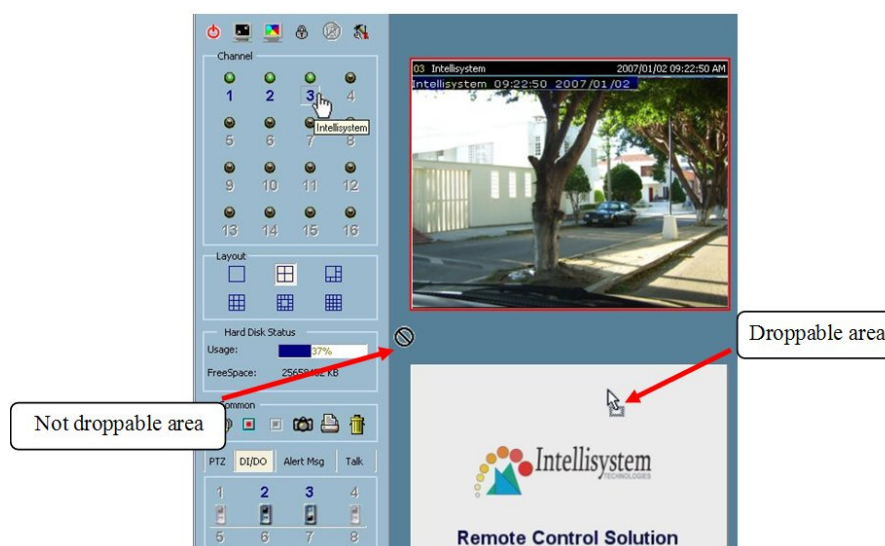 Channel
1 2 3 4
Intellisystem
5 6 7 8
9 10 11 12
13 14 15 16
Layout
Hard Disk Status
Usage: 37%
FreeSpace: KB
Common
PTZ DI/DO Alert Msg Talk
1 2 3 4
5 6 7 8
03 Intellisystem 2007/01/02 09:22:50 AM
Intellisystem 09:22:50 2007/01/02
Not droppable area
Droppable area
Intellisystem
TECHNOLOGIES
Remote Control Solution